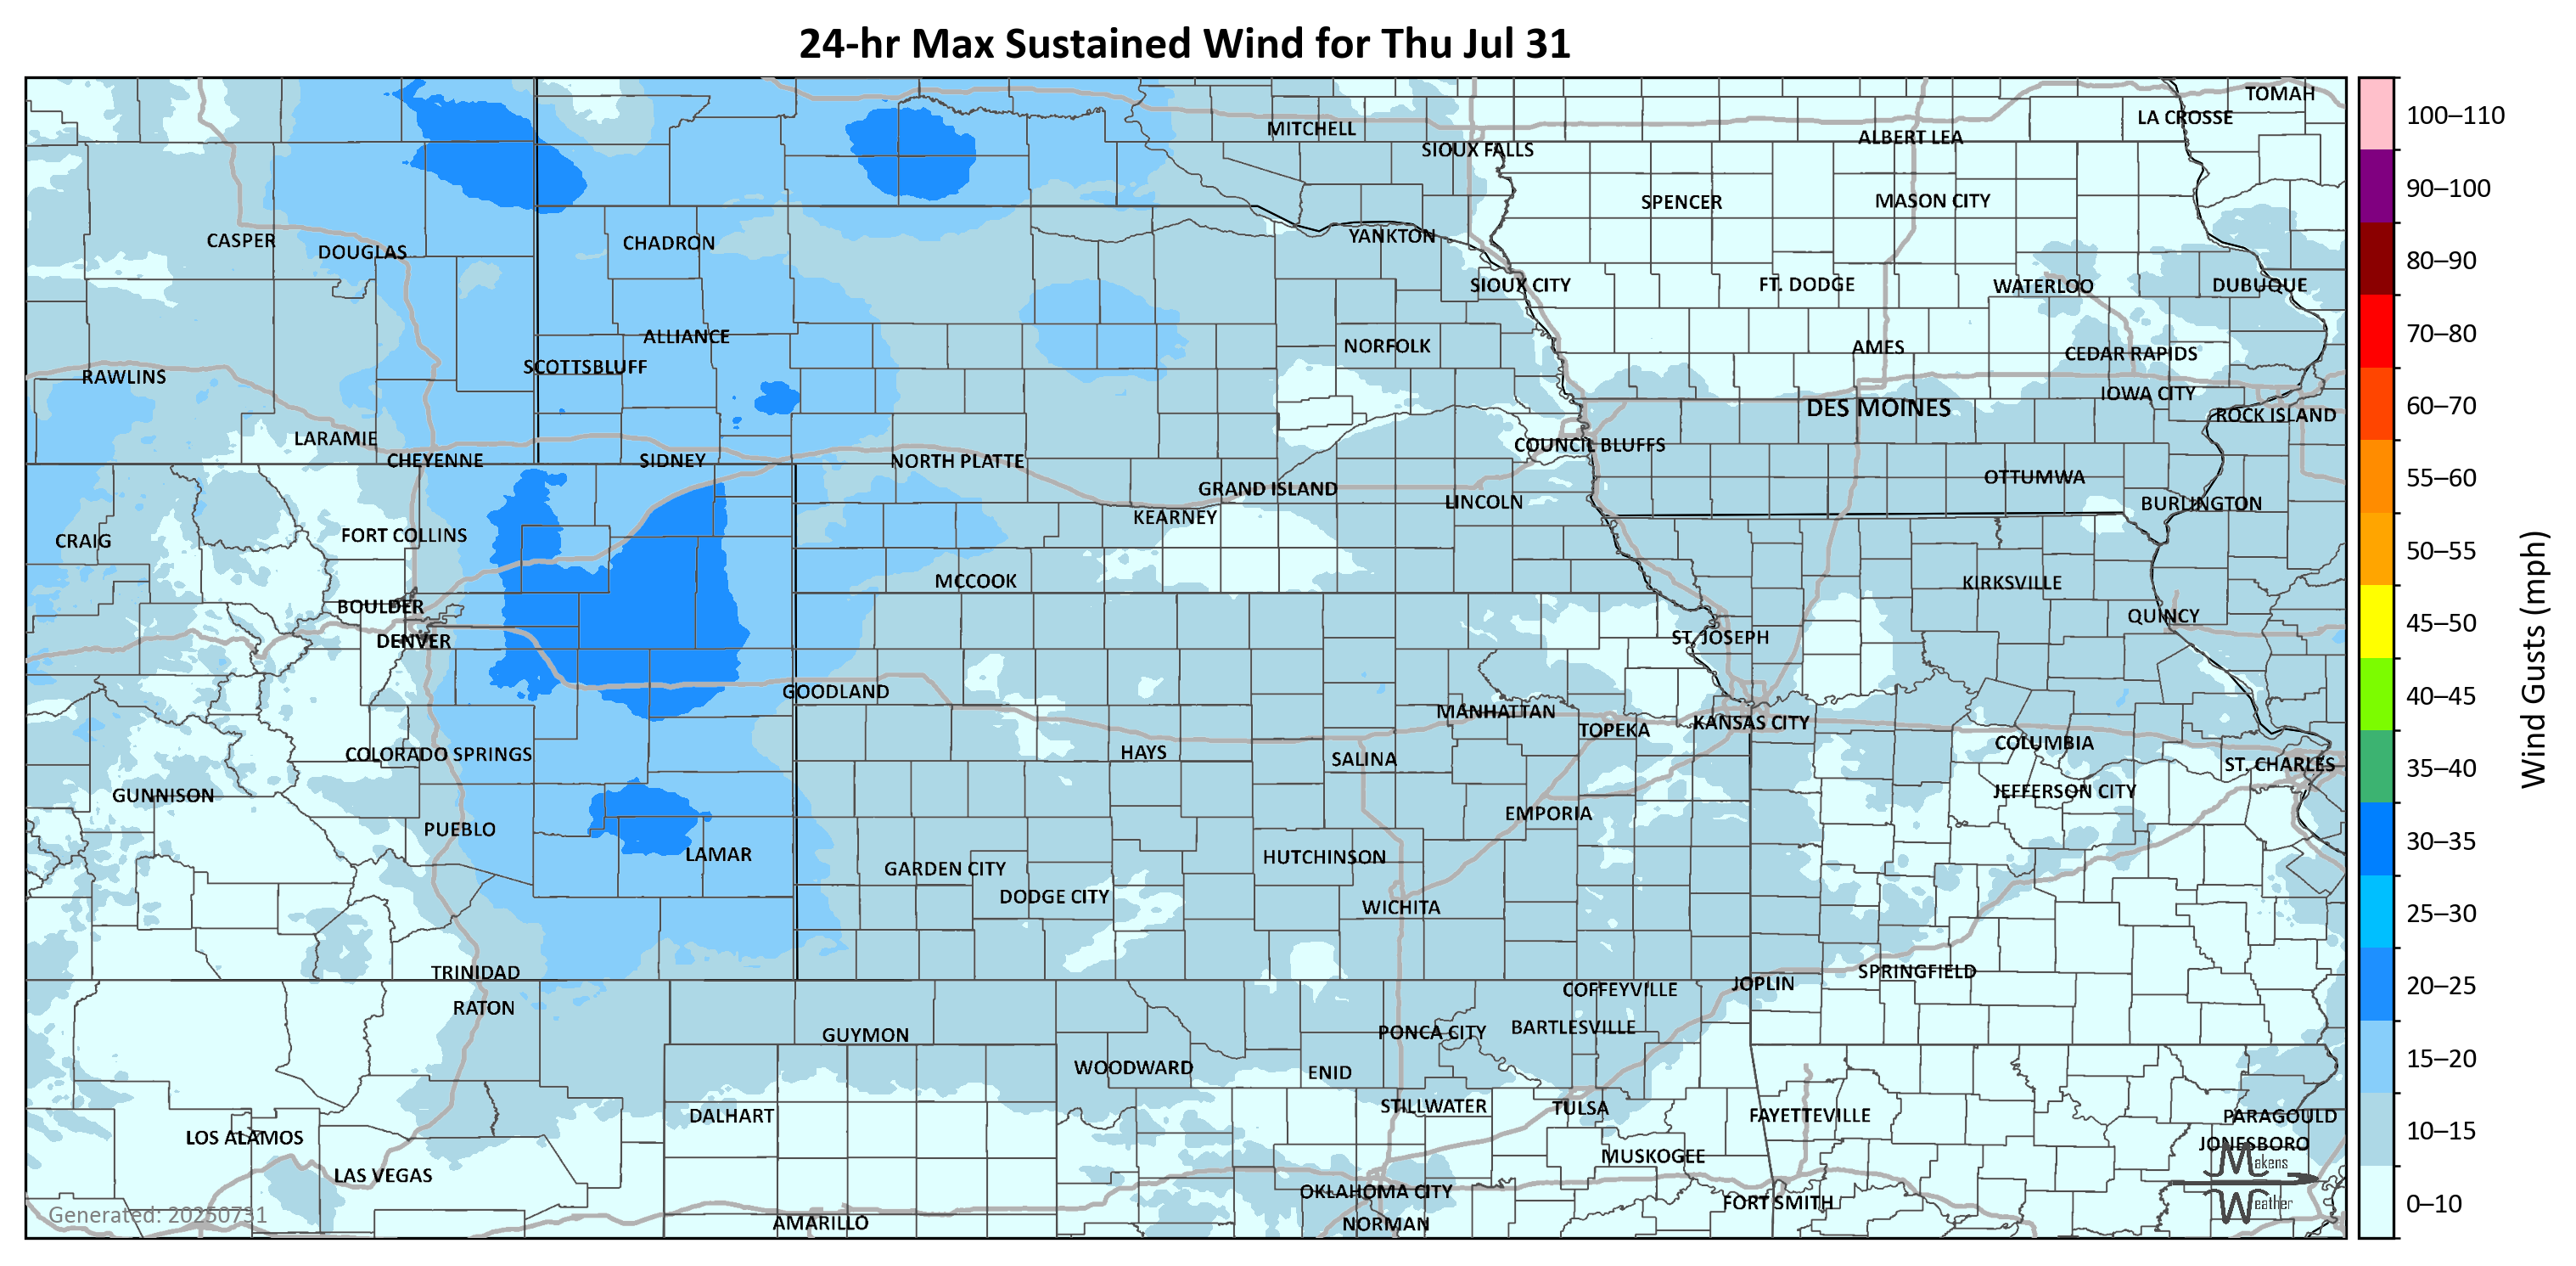 24-hr Max Sustained Wind for Thu Jul 31
TOMAH
LA CROSSE
MITCHELL
ALBERT LEA
SIOUX FALLS
SPENCER
MASON CITY
CASPER
DOUGLAS
CHADRON
YANKTON
SIOUX CITY
FT. DODGE
WATERLOO
DUBUQUE
ALLIANCE
NORFOLK
AMES
CEDAR RAPIDS
SCOTTSBLUFF
RAWLINS
IOWA CITY
DES MOINES
ROCK ISLAND
LARAMIE
COUNCIL BLUFFS
CHEYENNE
SIDNEY
NORTH PLATTE
OTTUMWA
GRAND ISLAND
LINCOLN
BURLINGTON
KEARNEY
FORT COLLINS
CRAIG
MCCOOK
KIRKSVILLE
BOULDER
QUINCY
DENVER
ST. JOSEPH
GOODLAND
MANHATTAN
TOPEKA
KANSAS CITY
COLUMBIA
COLORADO SPRINGS
HAYS
SALINA
ST. CHARLES
GUNNISON
JEFFERSON CITY
EMPORIA
PUEBLO
LAMAR
HUTCHINSON
GARDEN CITY
DODGE CITY
WICHITA
TRINIDAD
SPRINGFIELD
JOPLIN
COFFEYVILLE
RATON
GUYMON
PONCA CITY
BARTLESVILLE
WOODWARD
ENID
STILLWATER
TULSA
DALHART
FAYETTEVILLE
PARAGOULD
LOS ALAMOS
JONESBORO
MUSKOGEE
LAS VEGAS
OKLAHOMA CITY
FORT SMITH
AMARILLO
NORMAN
Generated: 20250731
Makens
Weather
100–110
90–100
80–90
70–80
60–70
55–60
50–55
45–50
40–45
35–40
30–35
25–30
20–25
15–20
10–15
0–10
Wind Gusts (mph)